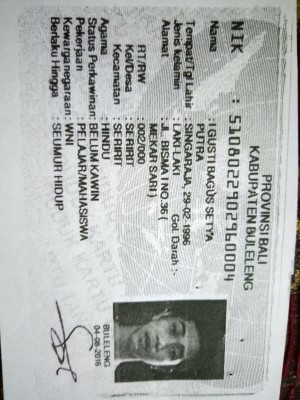 PROVINSI BALI
KABUPATEN BULELENG
NIK : 5106022902960004
Nama : I GUSTI BAGUS SETYA
PUTRA
Tempat/Tgl Lahir : SINGARAJA, 29-02-1996
Jenis kelamin : LAKI-LAKI Gol. Darah :-
Alamat : JL. BISMA I NO.36 (
MEKAR SARI )
RT/RW : 002/000
Kel/Desa : SERIRIT
Kecamatan : SERIRIT
Agama : HINDU
Status Perkawinan: BELUM KAWIN
Pekerjaan : PELAJAR/MAHASISWA
Kewarganegaraan: WNI
Berlaku Hingga : SEUMUR HIDUP
BULELENG
04-08-2016